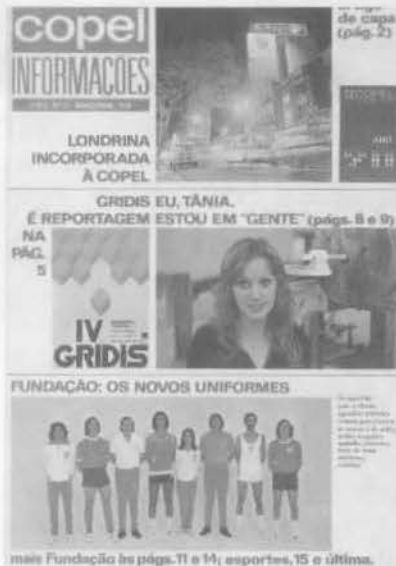 copel
INFORMAÇÕES
de capa
(pág. 2)
LONDRINA
INCORPORADA
À COPEL
GRIDIS EU, TÂNIA,
É REPORTAGEM ESTOU EM "GENTE" (págs. 8 e 9)
NA
PÁG.
5
IV
GRIDIS
FUNDAÇÃO: OS NOVOS UNIFORMES
mais Fundação às págs. 11 e 14; esportes, 15 e última.